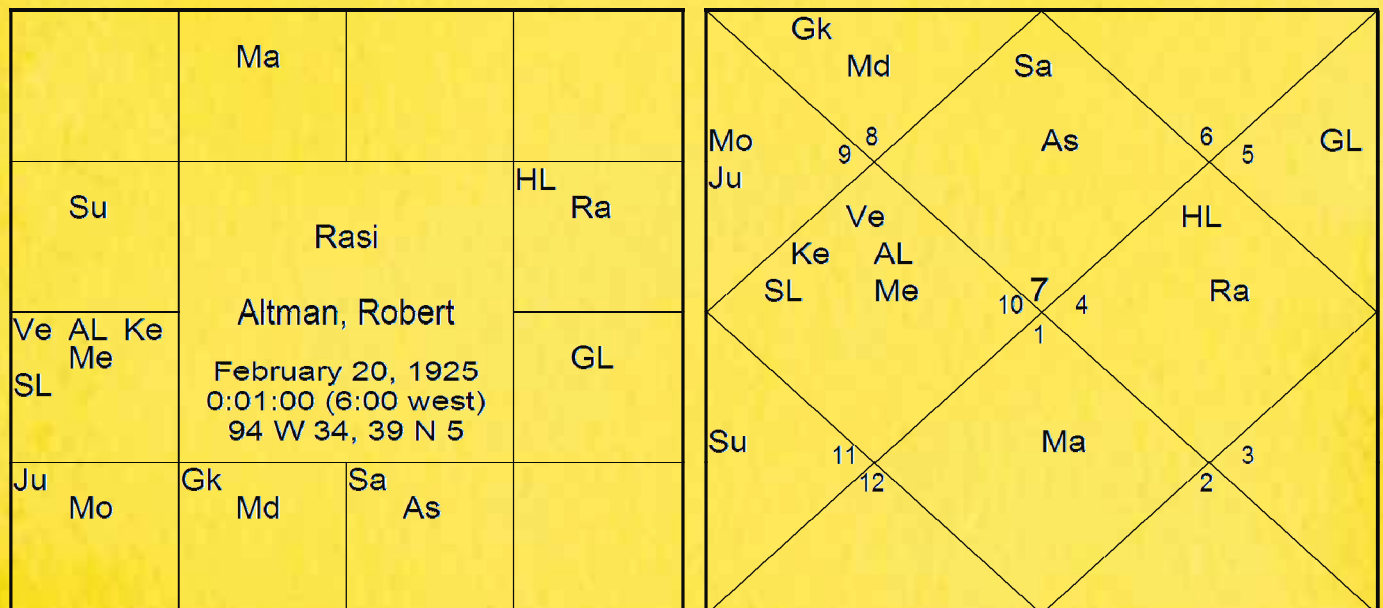 Ma
Su
HL
Ra
Rasi
Altman, Robert
February 20, 1925
0:01:00 (6:00 west)
94 W 34, 39 N 5
Ve AL Ke
Me
SL
GL
Ju
Mo
Gk
Md
Sa
As
Gk
Md
Sa
Mo
Ju
9 8
As
6 5
GL
Ve
Ke AL
SL Me
HL
Ra
10 7 4
1
Su
11
12
Ma
3
2